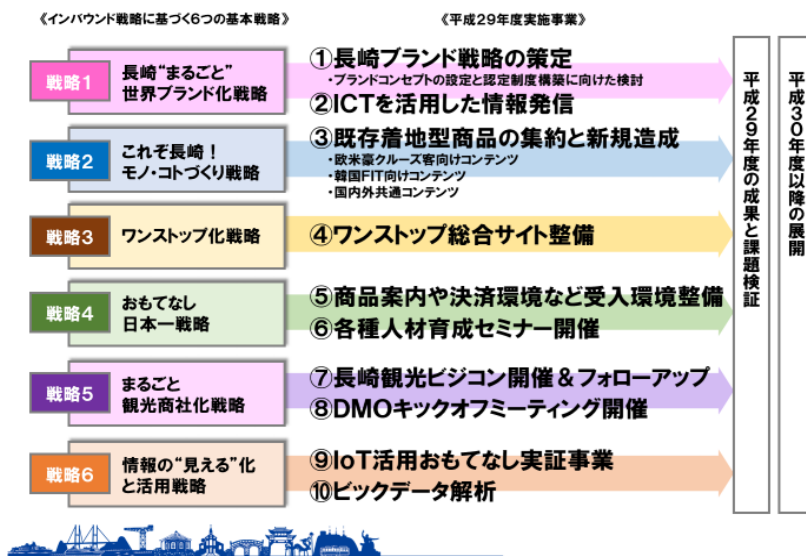 《インバウンド戦略に基づく6つの基本戦略》
《平成29年度実施事業》
戦略1
長崎“まるごと”
世界ブランド化戦略
①長崎ブランド戦略の策定
・ブランドコンセプトの設定と認定制度構築に向けた検討
②ICTを活用した情報発信
戦略2
これぞ長崎！
モノ・コトづくり戦略
③既存着地型商品の集約と新規造成
・欧米豪クルーズ客向けコンテンツ
・韓国FIT向けコンテンツ
・国内外共通コンテンツ
戦略3
ワンストップ化戦略
④ワンストップ総合サイト整備
戦略4
おもてなし
日本一戦略
⑤商品案内や決済環境など受入環境整備
⑥各種人材育成セミナー開催
戦略5
まるごと
観光商社化戦略
⑦長崎観光ビジコン開催＆フォローアップ
⑧DMOキックオフミーティング開催
戦略6
情報の“見える”化
と活用戦略
⑨IoT活用おもてなし実証事業
⑩ビックデータ解析
平成29年度の成果と課題検証
平成30年度以降の展開